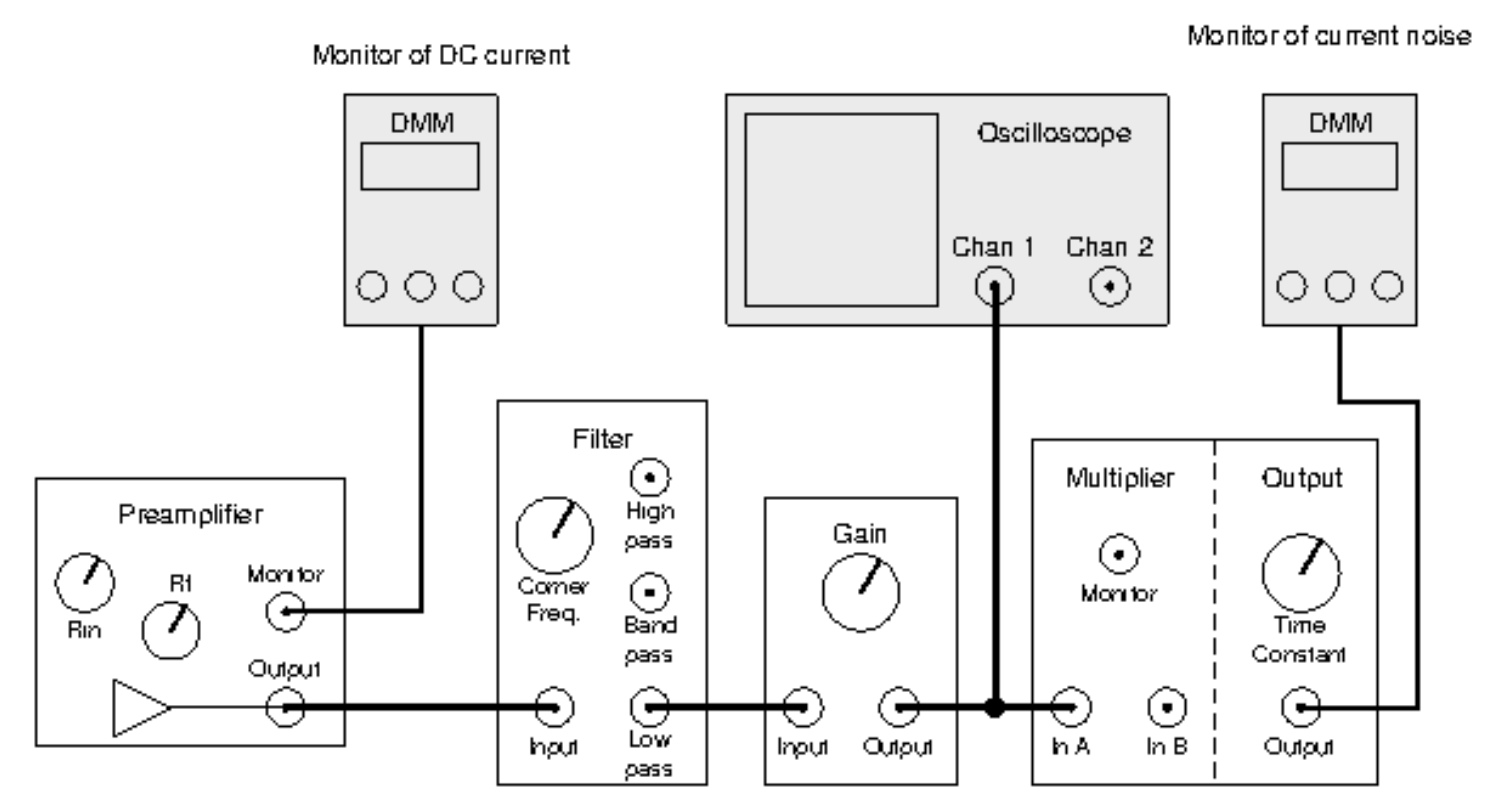 Monitor of DC current
Monitor of current noise
DMM
Oscilloscope
Chan 1
Chan 2
DMM
Preamplifier
Rin
Rf
Monitor
Output
Filter
Corner
Freq.
High
pass
Band
pass
Input
Low
pass
Gain
Input
Output
Multiplier
Monitor
In A
In B
Output
Time
Constant
Output